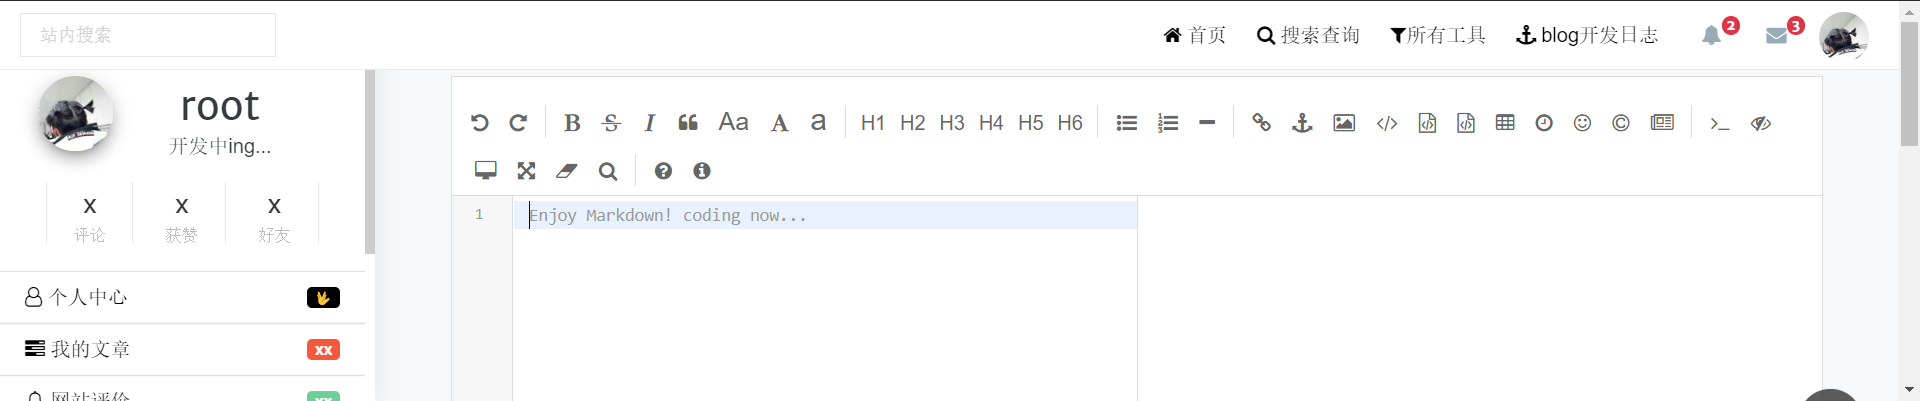 站内搜索
首页 搜索查询 所有工具 blog开发日志 2 3
root
开发中ing...
x x x
评论 获赞 好友
个人中心
我的文章 xx
网站评价 xx
B S I Aa A a H1 H2 H3 H4 H5 H6
1 Enjoy Markdown! coding now...